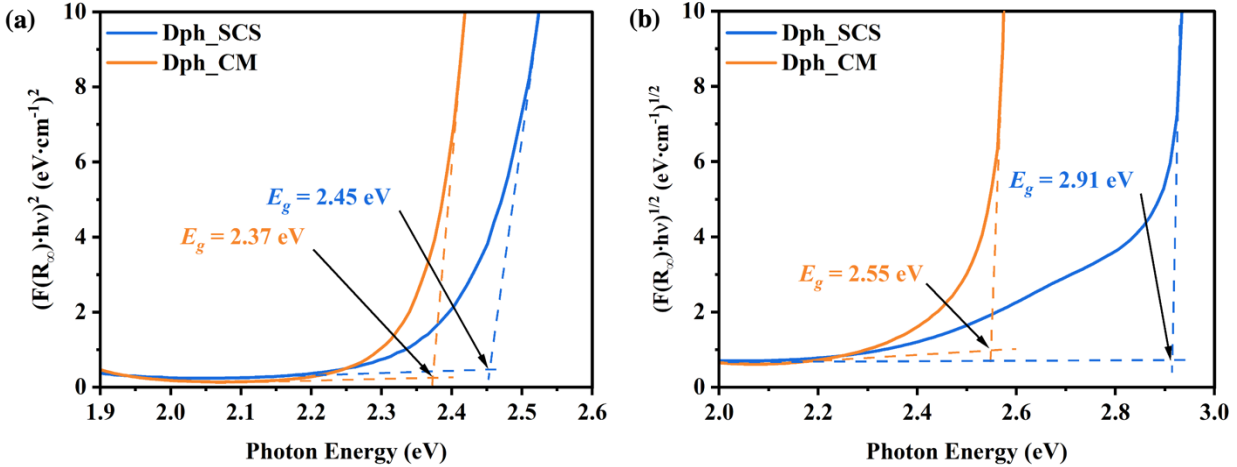 (a)
Dph_SCS
Dph_CM
(F(R∞)·hν)² (eV·cm⁻¹)²
10
8
6
4
2
0
E_g = 2.45 eV
E_g = 2.37 eV
1.9 2.0 2.1 2.2 2.3 2.4 2.5 2.6
Photon Energy (eV)
(b)
Dph_SCS
Dph_CM
(F(R∞)·hν)^1/2 (eV·cm⁻¹)^1/2
10
8
6
4
2
0
E_g = 2.91 eV
E_g = 2.55 eV
2.0 2.2 2.4 2.6 2.8 3.0
Photon Energy (eV)